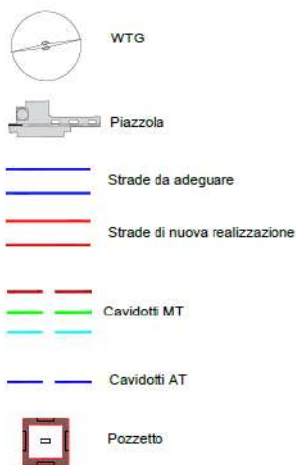 WTG
Piazzola
Strade da adeguare
Strade di nuova realizzazione
Cavidotti MT
Cavidotti AT
Pozzetto